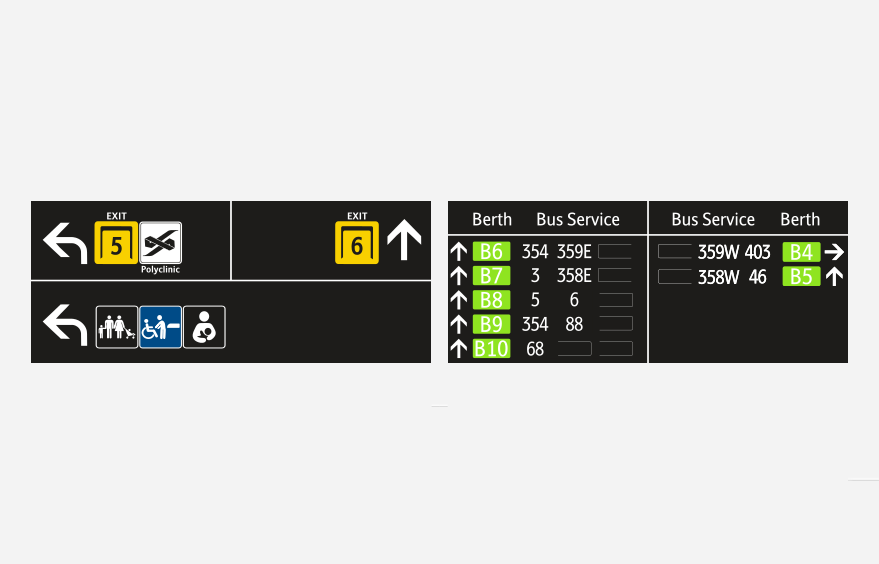 EXIT
5
Polyclinic
EXIT
6
Berth Bus Service
B6 354 359E
B7 3 358E
B8 5 6
B9 354 88
B10 68
Bus Service Berth
359W 403 B4
358W 46 B5